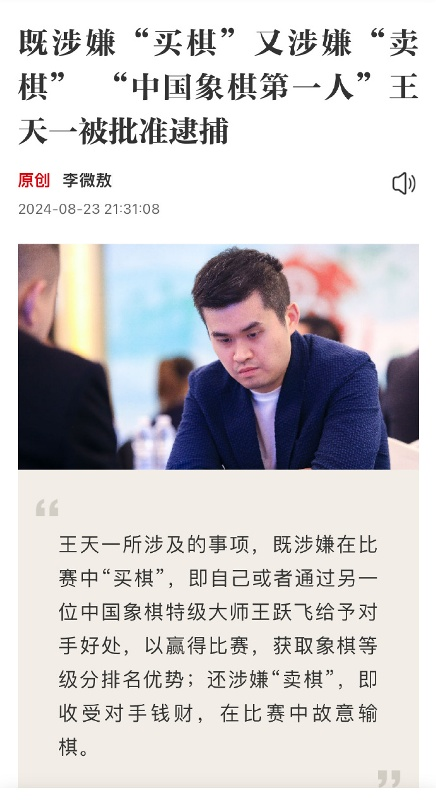 既涉嫌“买棋”又涉嫌“卖
棋” “中国象棋第一人”王
天一被批准逮捕
原创 李微敖
2024-08-23 21:31:08
“
王天一所涉及的事项，既涉嫌在比
赛中“买棋”，即自己或者通过另一
位中国象棋特级大师王跃飞给予对
手好处，以赢得比赛，获取象棋等
级分排名优势；还涉嫌“卖棋”，即
收受对手钱财，在比赛中故意输
棋。
”